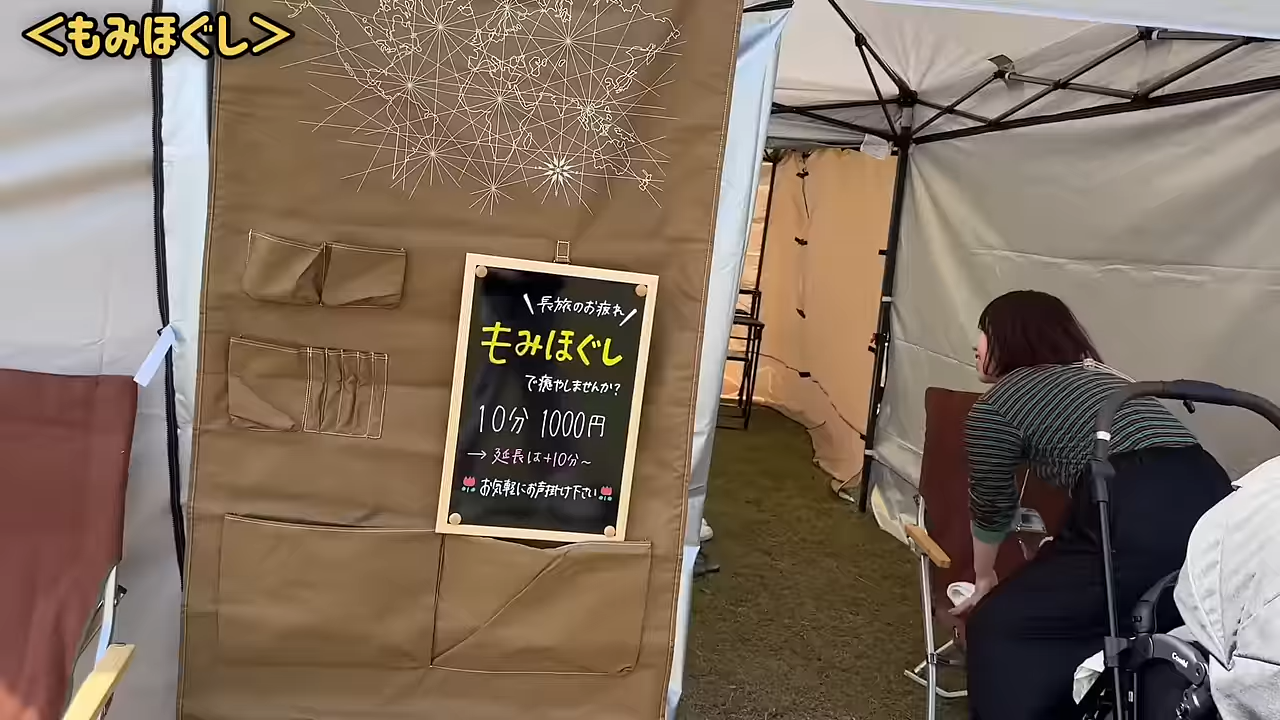 <もみほぐし>
\長旅のお疲れ/
もみほぐし
で癒やしませんか?
10分 1000円
→ 延長は+10分~
お気軽にお声掛け下さい
Combi